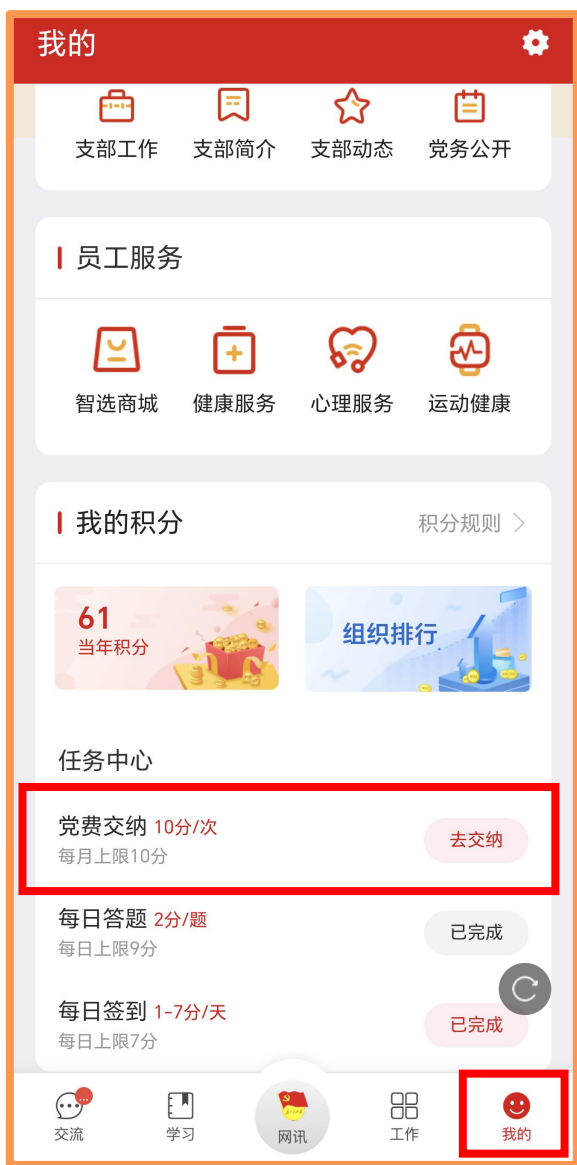 我的
支部工作 支部简介 支部动态 党务公开
员工服务
智选商城 健康服务 心理服务 运动健康
我的积分 积分规则
61
当年积分
组织排行
任务中心
党费交纳 10分/次
每月上限10分
去交纳
每日答题 2分/题
每日上限9分
已完成
每日签到 1-7分/天
每日上限7分
已完成
交流 学习 网讯 工作 我的